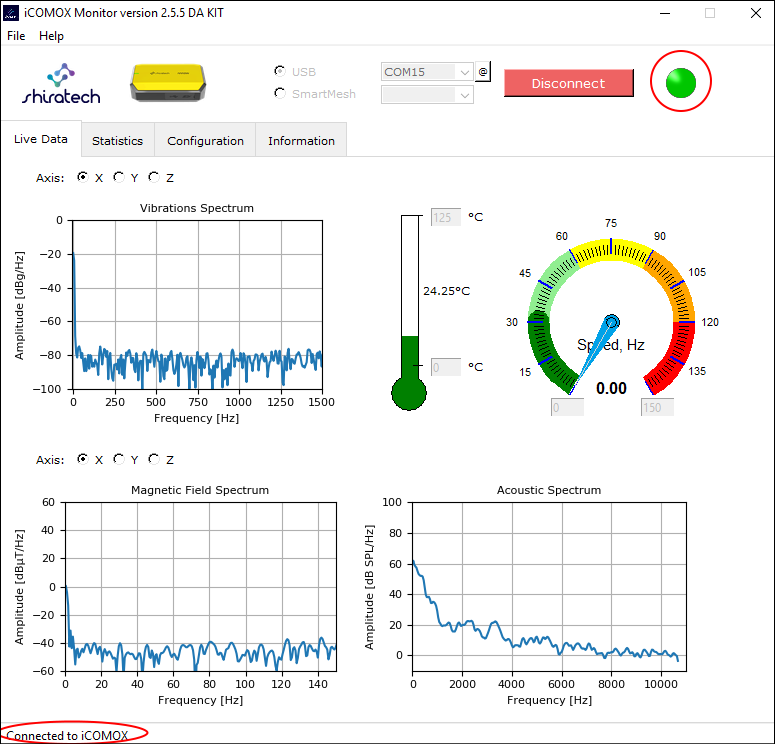 iCOMOX Monitor version 2.5.5 DA KIT
File Help
USB
COM15
@
Disconnect
SmartMesh
shiratech
Live Data Statistics Configuration Information
Axis: X Y Z
Vibrations Spectrum
0
−20
−40
−60
−80
−100
Amplitude [dBg/Hz]
0 250 500 750 1000 1250 1500
Frequency [Hz]
125 °C
24.25°C
0 °C
0
15
30
45
60
75
90
105
120
135
150
Speed, Hz
0.00
Axis: X Y Z
Magnetic Field Spectrum
60
40
20
0
−20
−40
−60
Amplitude [dBµT/Hz]
0 20 40 60 80 100 120 140
Frequency [Hz]
Acoustic Spectrum
100
80
60
40
20
0
Amplitude [dB SPL/Hz]
0 2000 4000 6000 8000 10000
Frequency [Hz]
Connected to iCOMOX